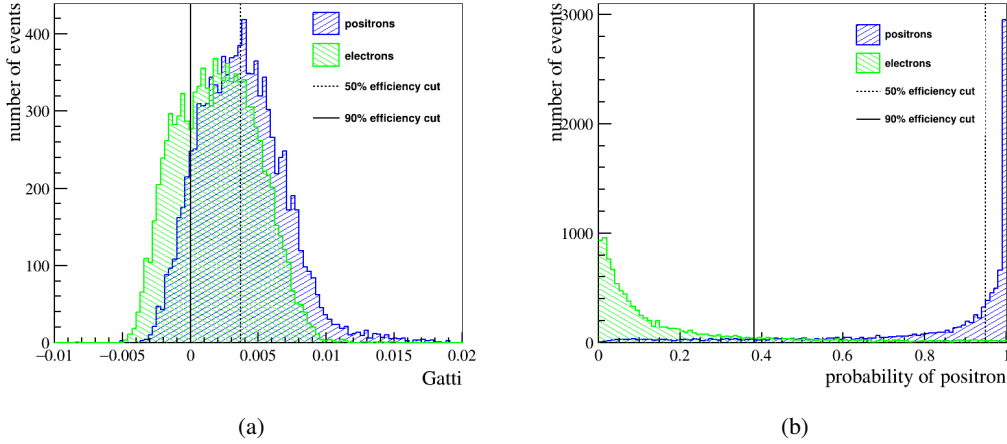 number of events
400
300
200
100
0
−0.01
−0.005
0
0.005
0.01
0.015
0.02
Gatti
positrons
electrons
50% efficiency cut
90% efficiency cut
(a)
number of events
3000
2000
1000
0
0
0.2
0.4
0.6
0.8
1
probability of positron
positrons
electrons
50% efficiency cut
90% efficiency cut
(b)